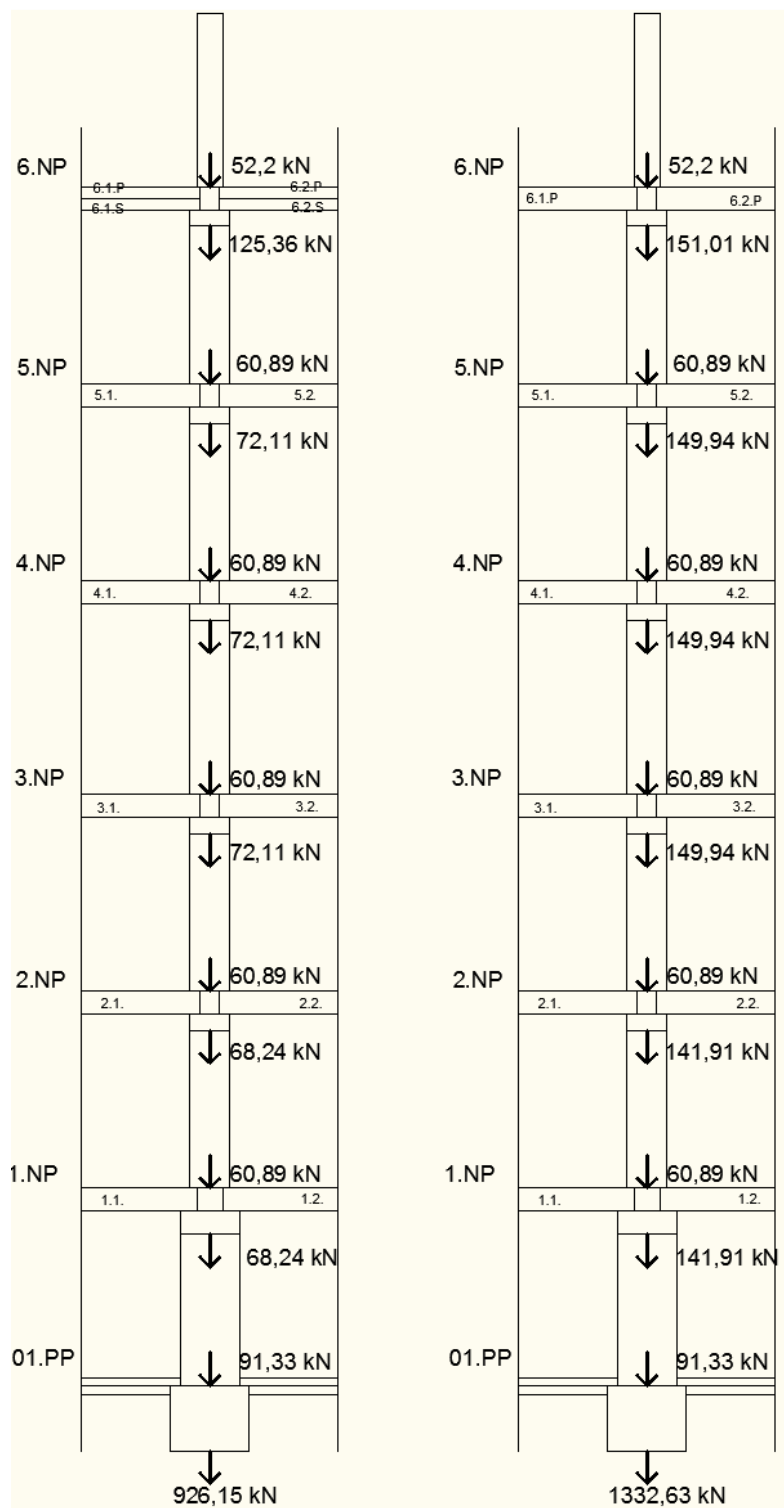 6.NP 52,2 kN 6.NP 52,2 kN
6.1.P 6.2.P
6.1.S 6.2.S 6.1.P 6.2.P
125,36 kN 151,01 kN
5.NP 60,89 kN 5.NP 60,89 kN
5.1. 5.2. 5.1. 5.2.
72,11 kN 149,94 kN
4.NP 60,89 kN 4.NP 60,89 kN
4.1. 4.2. 4.1. 4.2.
72,11 kN 149,94 kN
3.NP 60,89 kN 3.NP 60,89 kN
3.1. 3.2. 3.1. 3.2.
72,11 kN 149,94 kN
2.NP 60,89 kN 2.NP 60,89 kN
2.1. 2.2. 2.1. 2.2.
68,24 kN 141,91 kN
1.NP 60,89 kN 1.NP 60,89 kN
1.1. 1.2. 1.1. 1.2.
68,24 kN 141,91 kN
01.PP 91,33 kN 01.PP 91,33 kN
926,15 kN 1332,63 kN